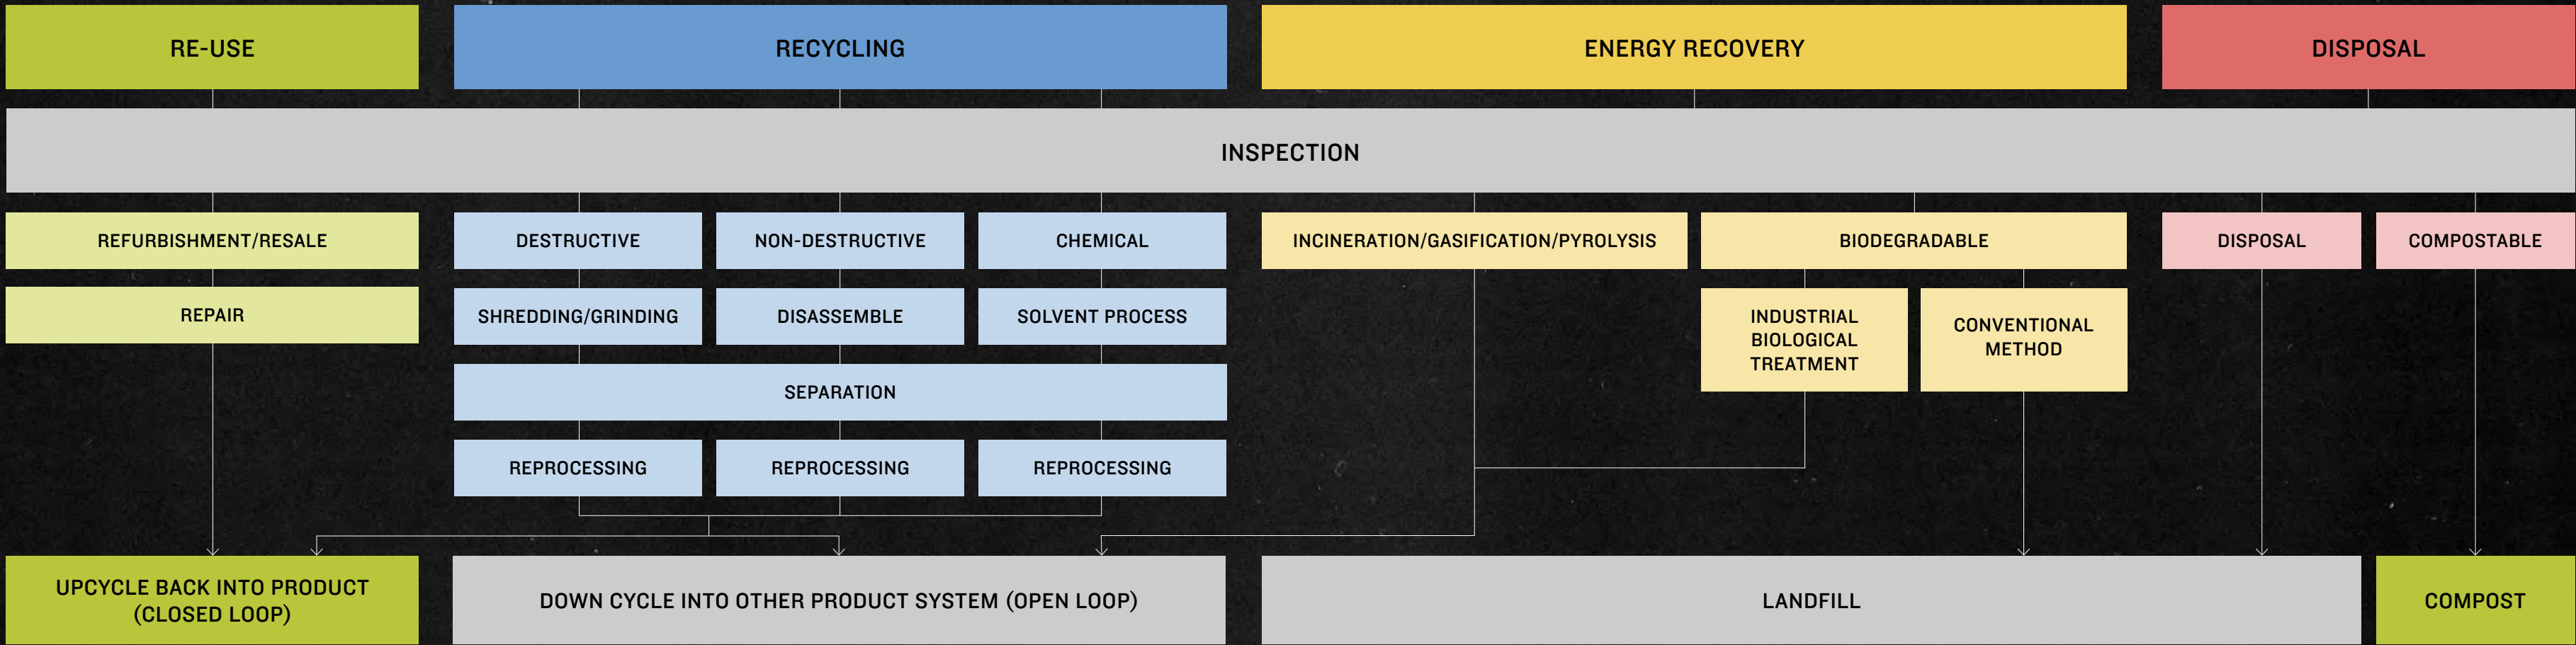 RE-USE
RECYCLING
ENERGY RECOVERY
DISPOSAL
INSPECTION
REFURBISHMENT/RESALE
DESTRUCTIVE
NON-DESTRUCTIVE
CHEMICAL
INCINERATION/GASIFICATION/PYROLYSIS
BIODEGRADABLE
DISPOSAL
COMPOSTABLE
REPAIR
SHREDDING/GRINDING
DISASSEMBLE
SOLVENT PROCESS
INDUSTRIAL
BIOLOGICAL
TREATMENT
CONVENTIONAL
METHOD
SEPARATION
REPROCESSING
REPROCESSING
REPROCESSING
UPCYCLE BACK INTO PRODUCT
(CLOSED LOOP)
DOWN CYCLE INTO OTHER PRODUCT SYSTEM (OPEN LOOP)
LANDFILL
COMPOST